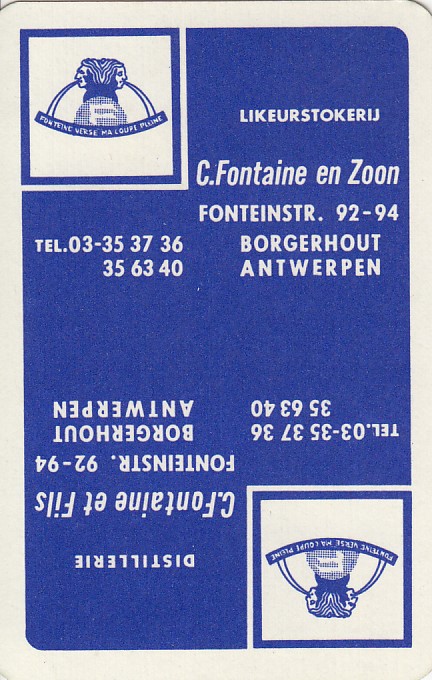 FONTEINE VERSE MA COUPE PLEINE
LIKEURSTOKERIJ
C.Fontaine en Zoon
FONTEINSTR. 92-94
TEL.03-35 37 36 BORGERHOUT
35 63 40 ANTWERPEN
DISTILLERIE
C.Fontaine et Fils
FONTEINSTR. 92-94
TEL.03-35 37 36 BORGERHOUT
35 63 40 ANTWERPEN
FONTEINE VERSE MA COUPE PLEINE